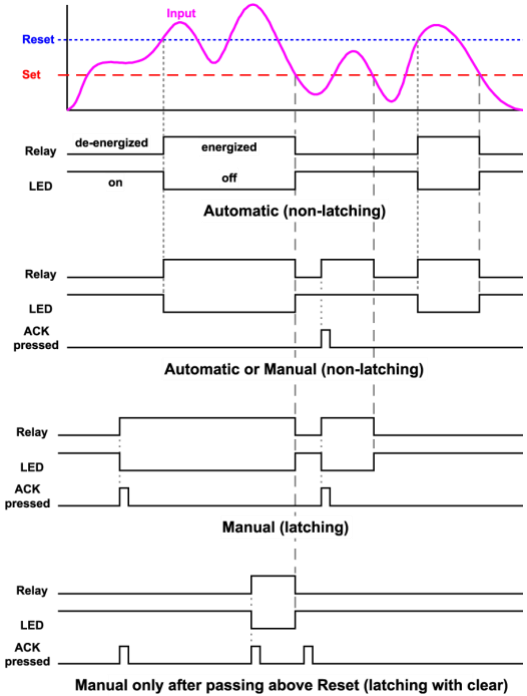 Input
Reset
Set
de-energized energized
Relay
LED
on off
Automatic (non-latching)
Relay
LED
ACK
pressed
Automatic or Manual (non-latching)
Relay
LED
ACK
pressed
Manual (latching)
Relay
LED
ACK
pressed
Manual only after passing above Reset (latching with clear)